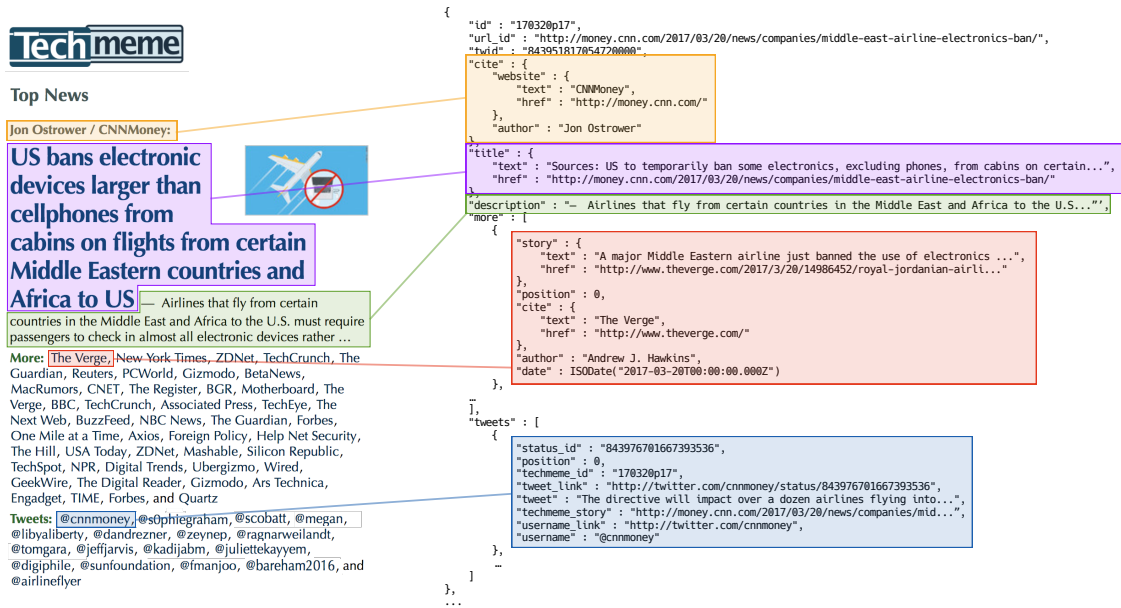 Techmeme
Top News
Jon Ostrower / CNNMoney:
US bans electronic
devices larger than
cellphones from
cabins on flights from certain
Middle Eastern countries and
Africa to US — Airlines that fly from certain
countries in the Middle East and Africa to the U.S. must require
passengers to check in almost all electronic devices rather ...
More: The Verge, New York Times, ZDNet, TechCrunch, The
Guardian, Reuters, PCWorld, Gizmodo, BetaNews,
MacRumors, CNET, The Register, BGR, Motherboard, The
Verge, BBC, TechCrunch, Associated Press, TechEye, The
Next Web, BuzzFeed, NBC News, The Guardian, Forbes,
One Mile at a Time, Axios, Foreign Policy, Help Net Security,
The Hill, USA Today, ZDNet, Mashable, Silicon Republic,
TechSpot, NPR, Digital Trends, Ubergizmo, Wired,
GeekWire, The Digital Reader, Gizmodo, Ars Technica,
Engadget, TIME, Forbes, and Quartz
Tweets: @cnnmoney, @s0phiegraham, @scobatt, @megan,
@libyaliberty, @dandrezner, @zeynep, @ragnarweilandt,
@tomgara, @jeffjarvis, @kadijabm, @juliettekayyem,
@digiphile, @sunfoundation, @fmanjoo, @bareham2016, and
@airlineflyer
{
"id" : "170320p17",
"url_id" : "http://money.cnn.com/2017/03/20/news/companies/middle-east-airline-electronics-ban/",
"twid" : "843951817054720000",
"cite" : {
"website" : {
"text" : "CNNMoney",
"href" : "http://money.cnn.com/"
},
"author" : "Jon Ostrower"
},
"title" : {
"text" : "Sources: US to temporarily ban some electronics, excluding phones, from cabins on certain...”,
"href" : "http://money.cnn.com/2017/03/20/news/companies/middle-east-airline-electronics-ban/"
},
"description" : "— Airlines that fly from certain countries in the Middle East and Africa to the U.S...”',
"more" : [
{
"story" : {
"text" : "A major Middle Eastern airline just banned the use of electronics ...",
"href" : "http://www.theverge.com/2017/3/20/14986452/royal-jordanian-airli..."
},
"position" : 0,
"cite" : {
"text" : "The Verge",
"href" : "http://www.theverge.com/"
},
"author" : "Andrew J. Hawkins",
"date" : ISODate("2017-03-20T00:00:00.000Z")
},
…
],
"tweets" : [
{
"status_id" : "843976701667393536",
"position" : 0,
"techmeme_id" : "170320p17",
"tweet_link" : "http://twitter.com/cnnmoney/status/843976701667393536",
"tweet" : "The directive will impact over a dozen airlines flying into...",
"techmeme_story" : "http://money.cnn.com/2017/03/20/news/companies/mid...”,
"username_link" : "http://twitter.com/cnnmoney",
"username" : "@cnnmoney"
},
…
]
},
...